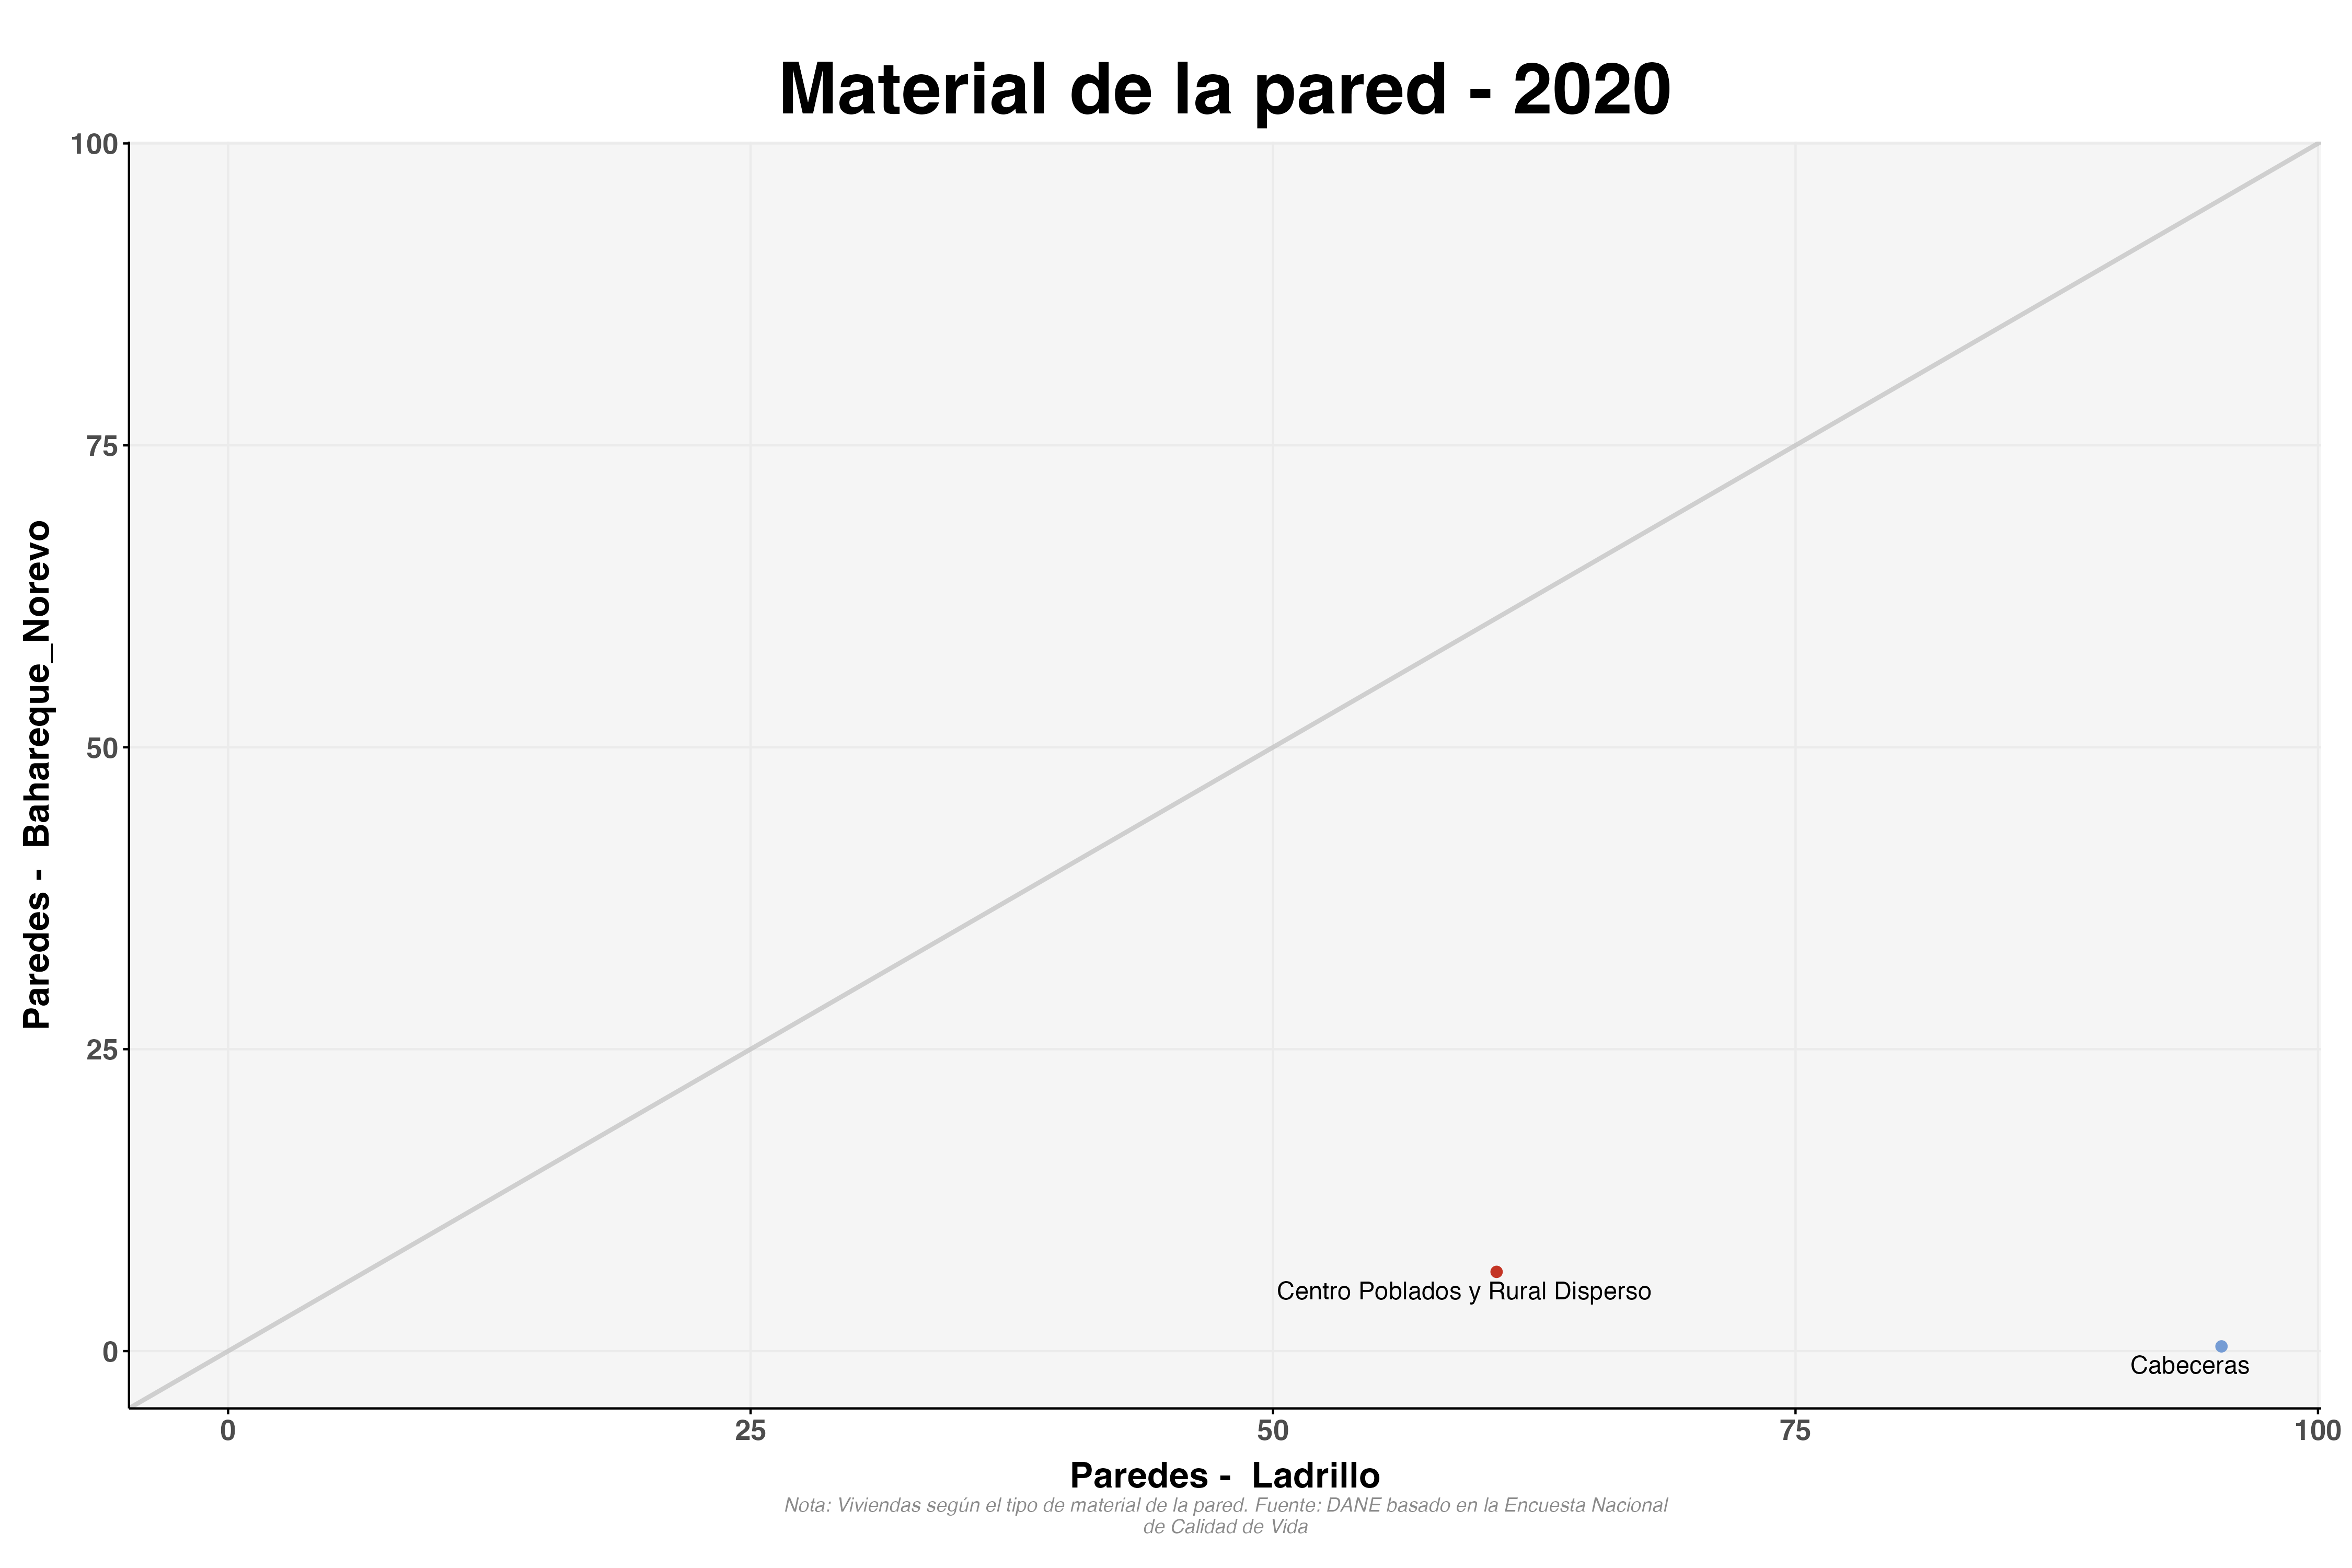 Material de la pared - 2020
100
75
50
25
0
Paredes - Bahareque_Norevo
Centro Poblados y Rural Disperso
Cabeceras
0
25
50
75
100
Paredes - Ladrillo
Nota: Viviendas según el tipo de material de la pared. Fuente: DANE basado en la Encuesta Nacional
de Calidad de Vida